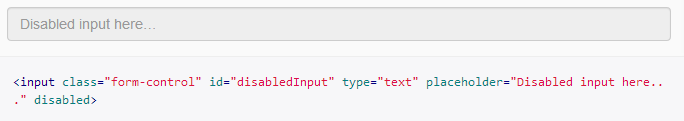 Disabled input here...
<input class="form-control" id="disabledInput" type="text" placeholder="Disabled input here..
." disabled>